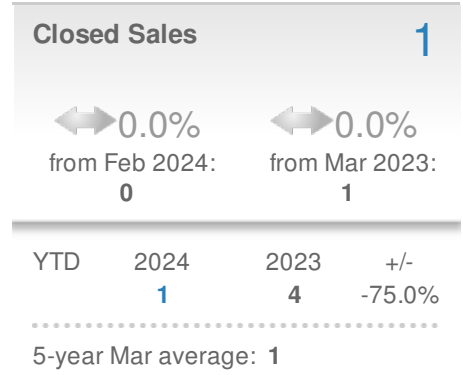 Closed Sales 1
0.0% 0.0%
from Feb 2024: from Mar 2023:
0 1
YTD 2024 2023 +/-
1 4 -75.0%
5-year Mar average: 1